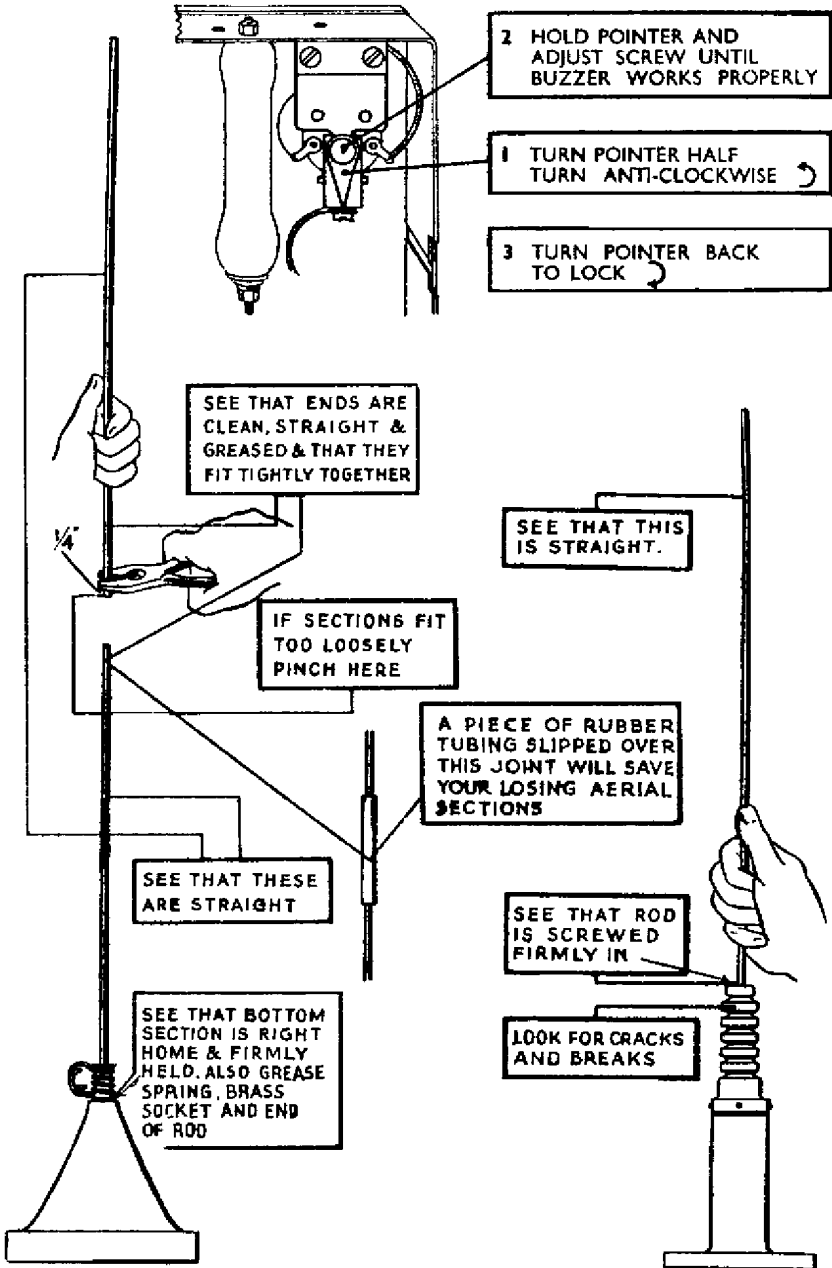 2 HOLD POINTER AND
ADJUST SCREW UNTIL
BUZZER WORKS PROPERLY
1 TURN POINTER HALF
TURN ANTI-CLOCKWISE
3 TURN POINTER BACK
TO LOCK
SEE THAT ENDS ARE
CLEAN, STRAIGHT &
GREASED & THAT THEY
FIT TIGHTLY TOGETHER
1/4"
SEE THAT THIS
IS STRAIGHT.
IF SECTIONS FIT
TOO LOOSELY
PINCH HERE
A PIECE OF RUBBER
TUBING SLIPPED OVER
THIS JOINT WILL SAVE
YOUR LOSING AERIAL
SECTIONS
SEE THAT THESE
ARE STRAIGHT
SEE THAT ROD
IS SCREWED
FIRMLY IN
LOOK FOR CRACKS
AND BREAKS
SEE THAT BOTTOM
SECTION IS RIGHT
HOME & FIRMLY
HELD. ALSO GREASE
SPRING, BRASS
SOCKET AND END
OF ROD